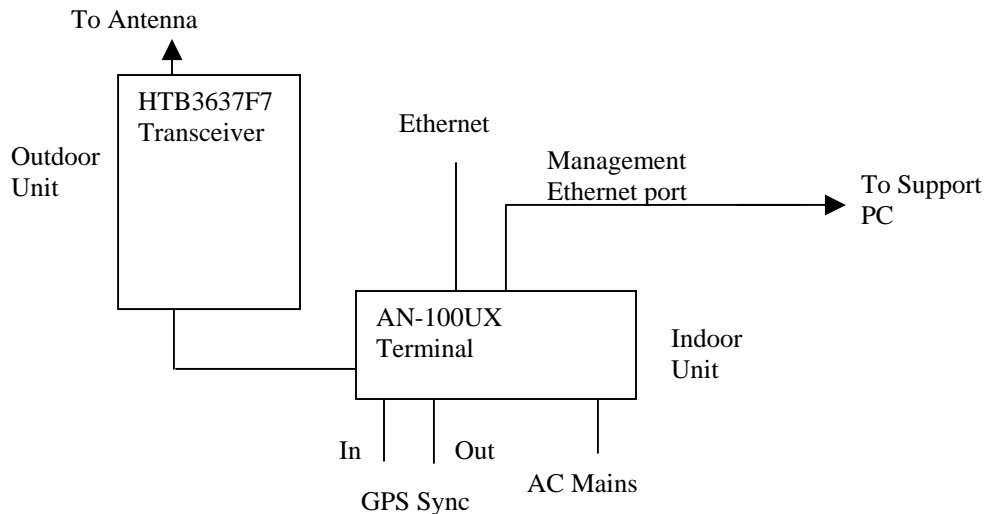 To Antenna
HTB3637F7
Transceiver
Outdoor
Unit
Ethernet
Management
Ethernet port
To Support
PC
AN-100UX
Terminal
Indoor
Unit
In
Out
GPS Sync
AC Mains